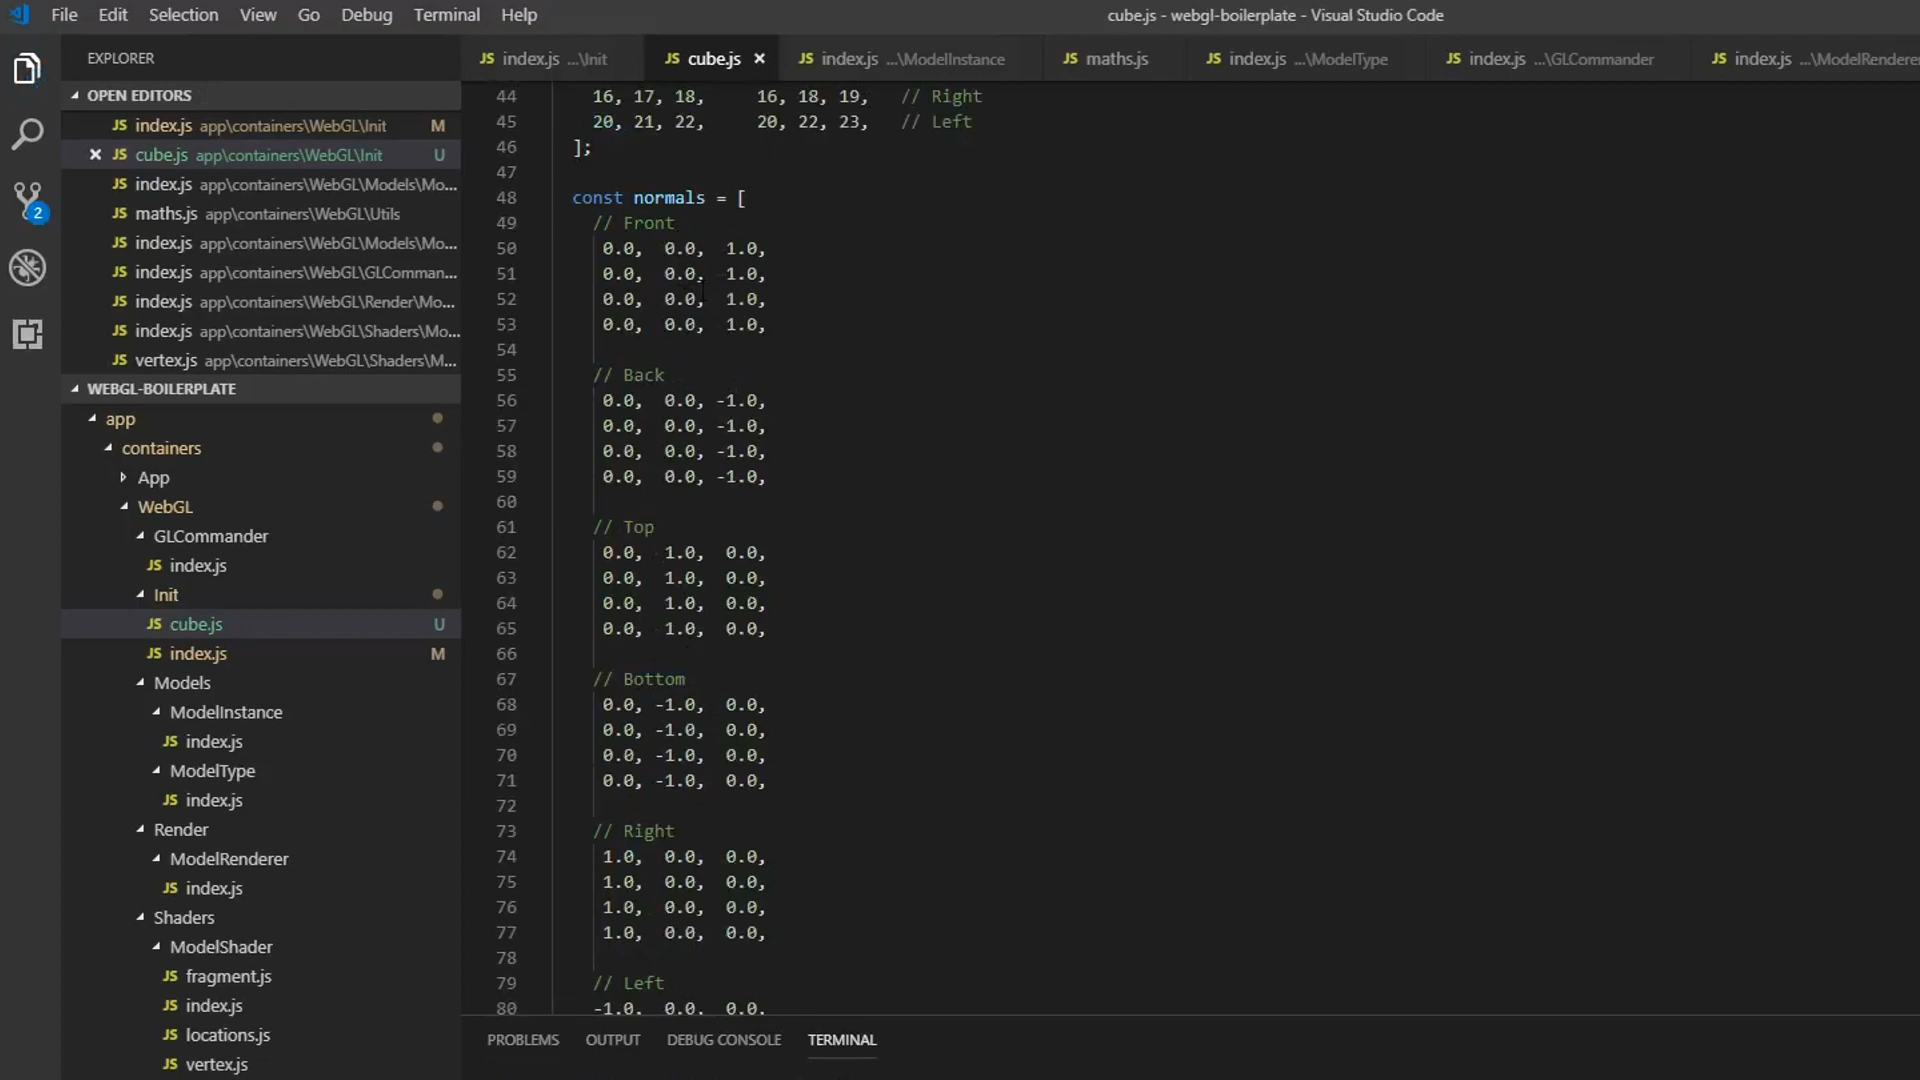 File Edit Selection View Go Debug Terminal Help
cube.js - webgl-boilerplate - Visual Studio Code
EXPLORER
OPEN EDITORS
JS index.js app\containers\WebGL\Init M
JS cube.js app\containers\WebGL\Init U
JS index.js app\containers\WebGL\Models\Mo...
JS maths.js app\containers\WebGL\Utils
JS index.js app\containers\WebGL\Models\Mo...
JS index.js app\containers\WebGL\GLComman...
JS index.js app\containers\WebGL\Render\Mo...
JS index.js app\containers\WebGL\Shaders\Mo...
JS vertex.js app\containers\WebGL\Shaders\M...
2
WEBGL-BOILERPLATE
app
containers
App
WebGL
GLCommander
JS index.js
Init
JS cube.js U
JS index.js M
Models
ModelInstance
JS index.js
ModelType
JS index.js
Render
ModelRenderer
JS index.js
Shaders
ModelShader
JS fragment.js
JS index.js
JS locations.js
JS vertex.js
JS index.js ...\Init
JS cube.js
JS index.js ...\ModelInstance
JS maths.js
JS index.js ...\ModelType
JS index.js ...\GLCommander
JS index.js ...\ModelRenderer
44 16, 17, 18, 16, 18, 19, // Right
45 20, 21, 22, 20, 22, 23, // Left
46 ];
47
48 const normals = [
49 // Front
50 0.0, 0.0, 1.0,
51 0.0, 0.0, 1.0,
52 0.0, 0.0, 1.0,
53 0.0, 0.0, 1.0,
54
55 // Back
56 0.0, 0.0, -1.0,
57 0.0, 0.0, -1.0,
58 0.0, 0.0, -1.0,
59 0.0, 0.0, -1.0,
60
61 // Top
62 0.0, 1.0, 0.0,
63 0.0, 1.0, 0.0,
64 0.0, 1.0, 0.0,
65 0.0, 1.0, 0.0,
66
67 // Bottom
68 0.0, -1.0, 0.0,
69 0.0, -1.0, 0.0,
70 0.0, -1.0, 0.0,
71 0.0, -1.0, 0.0,
72
73 // Right
74 1.0, 0.0, 0.0,
75 1.0, 0.0, 0.0,
76 1.0, 0.0, 0.0,
77 1.0, 0.0, 0.0,
78
79 // Left
80 -1.0, 0.0, 0.0,
PROBLEMS OUTPUT DEBUG CONSOLE TERMINAL